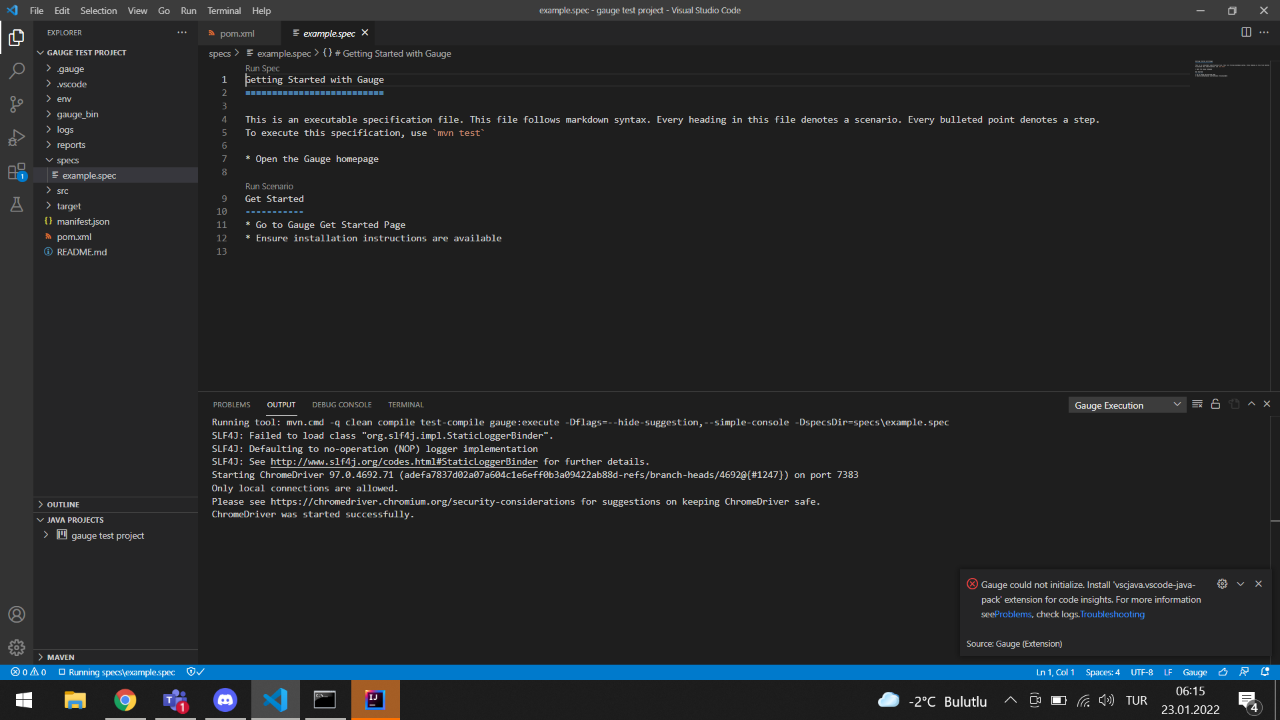 File Edit Selection View Go Run Terminal Help
example.spec - gauge test project - Visual Studio Code
EXPLORER
GAUGE TEST PROJECT
.gauge
.vscode
env
gauge_bin
logs
reports
specs
example.spec
src
target
manifest.json
pom.xml
README.md
OUTLINE
JAVA PROJECTS
gauge test project
MAVEN
pom.xml
example.spec
specs > example.spec > {} # Getting Started with Gauge
Run Spec
1 Getting Started with Gauge
2 ==========================
3
4 This is an executable specification file. This file follows markdown syntax. Every heading in this file denotes a scenario. Every bulleted point denotes a step.
5 To execute this specification, use `mvn test`
6
7 * Open the Gauge homepage
8
Run Scenario
9 Get Started
10 -----------
11 * Go to Gauge Get Started Page
12 * Ensure installation instructions are available
13
PROBLEMS OUTPUT DEBUG CONSOLE TERMINAL
Gauge Execution
Running tool: mvn.cmd -q clean compile test-compile gauge:execute -Dflags=--hide-suggestion,--simple-console -DspecsDir=specs\example.spec
SLF4J: Failed to load class "org.slf4j.impl.StaticLoggerBinder".
SLF4J: Defaulting to no-operation (NOP) logger implementation
SLF4J: See http://www.slf4j.org/codes.html#StaticLoggerBinder for further details.
Starting ChromeDriver 97.0.4692.71 (adefa7837d02a07a604c1e6eff0b3a09422ab88d-refs/branch-heads/4692@{#1247}) on port 7383
Only local connections are allowed.
Please see https://chromedriver.chromium.org/security-considerations for suggestions on keeping ChromeDriver safe.
ChromeDriver was started successfully.
Gauge could not initialize. Install 'vscjava.vscode-java-
pack' extension for code insights. For more information
seeProblems, check logs.Troubleshooting
Source: Gauge (Extension)
0 0 Running specs\example.spec
Ln 1, Col 1 Spaces: 4 UTF-8 LF Gauge
1
1
IJ
-2°C Bulutlu
TUR
06:15
23.01.2022
4